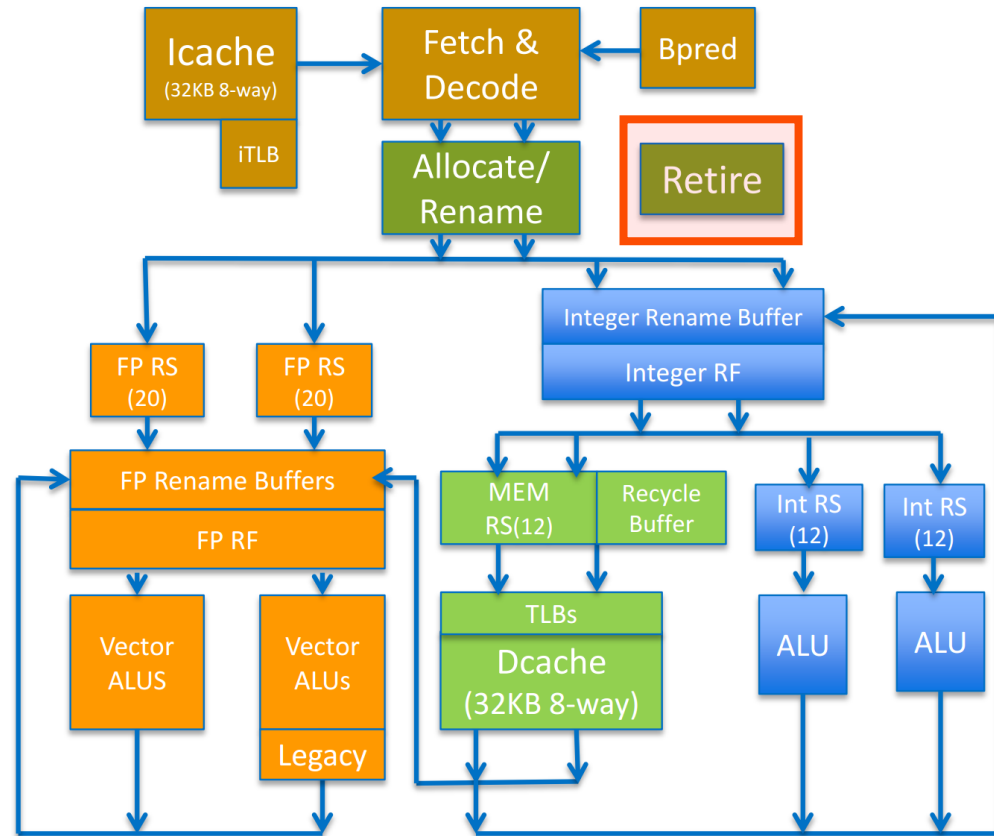 Icache
(32KB 8-way)
iTLB
Fetch &
Decode
Bpred
Allocate/
Rename
Retire
FP RS
(20)
FP RS
(20)
Integer Rename Buffer
Integer RF
FP Rename Buffers
FP RF
MEM
RS(12)
Recycle
Buffer
Int RS
(12)
Int RS
(12)
Vector
ALUS
Vector
ALUs
Legacy
TLBs
Dcache
(32KB 8-way)
ALU
ALU